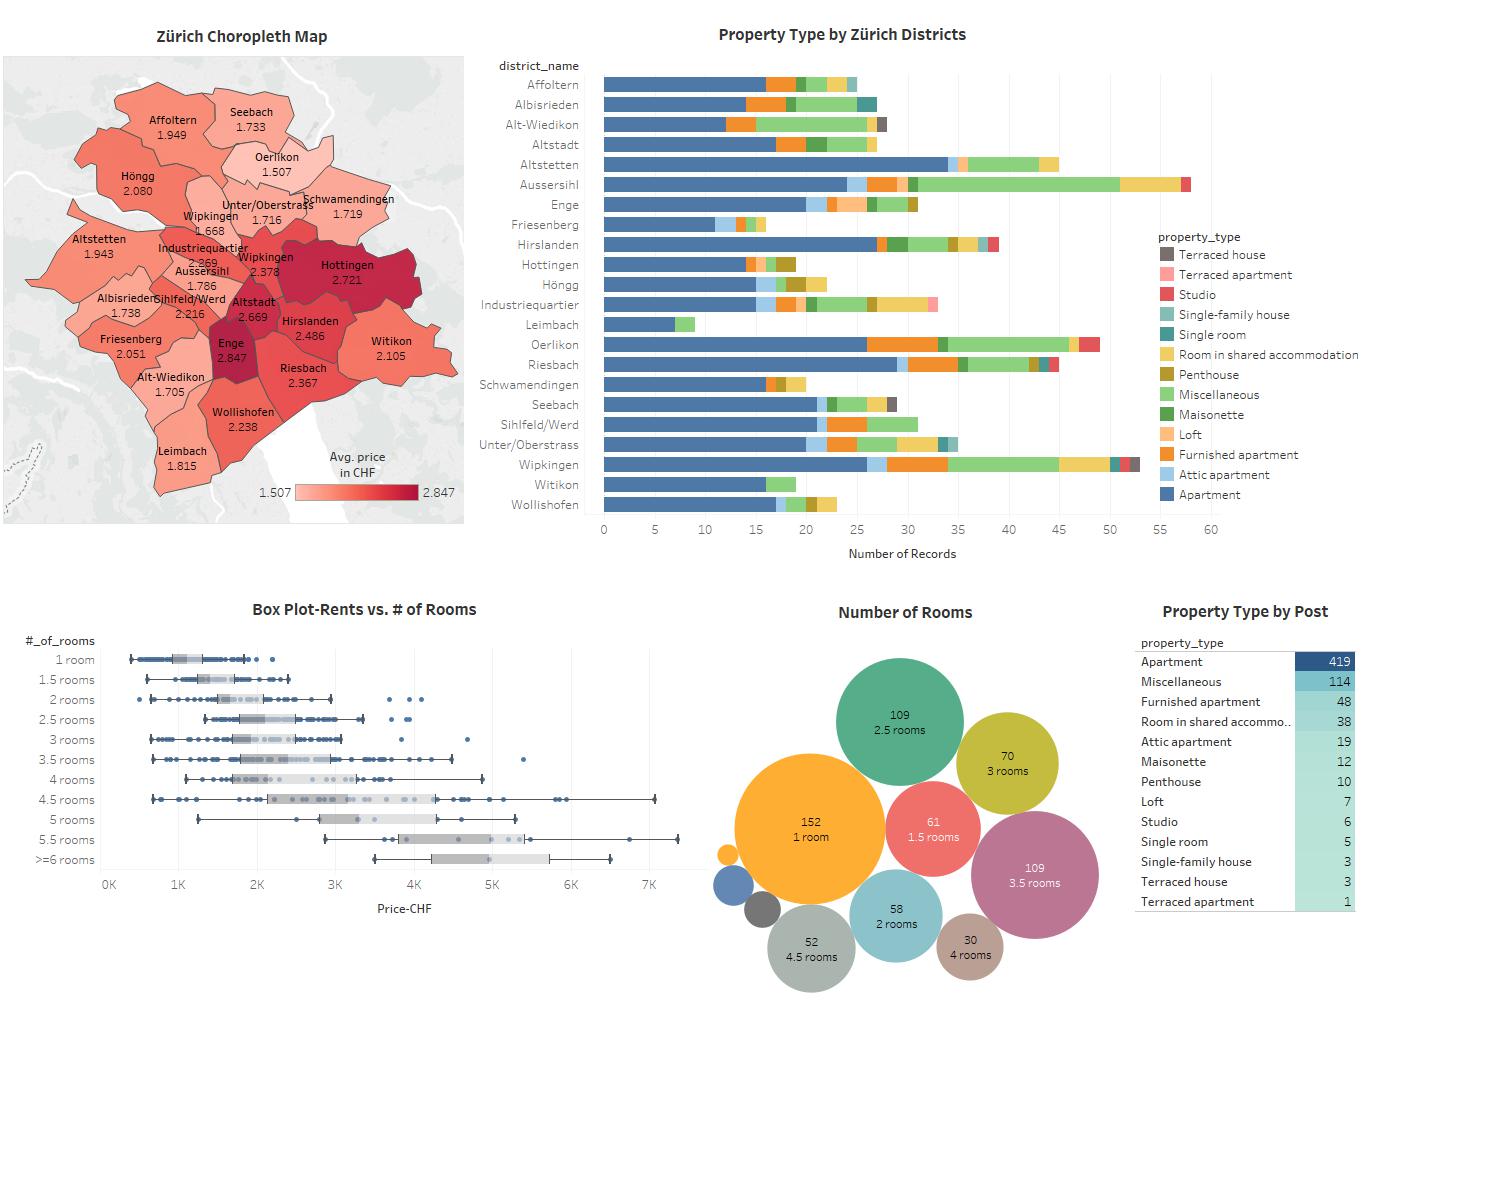 Zürich Choropleth Map
Affoltern
1.949
Seebach
1.733
Oerlikon
1.507
Höngg
2.080
Unter/Oberstrass
1.716
Schwamendingen
1.719
Wipkingen
1.668
Altstetten
1.943
Industriequartier
2.269
Wipkingen
2.378
Hottingen
2.721
Aussersihl
1.786
Albisrieden
1.738
Sihlfeld/Werd
2.216
Altstadt
2.669
Hirslanden
2.486
Friesenberg
2.051
Enge
2.847
Witikon
2.105
Alt-Wiedikon
1.705
Riesbach
2.367
Wollishofen
2.238
Leimbach
1.815
Avg. price
in CHF
1.507 2.847
Property Type by Zürich Districts
district_name
Affoltern
Albisrieden
Alt-Wiedikon
Altstadt
Altstetten
Aussersihl
Enge
Friesenberg
Hirslanden
Hottingen
Höngg
Industriequartier
Leimbach
Oerlikon
Riesbach
Schwamendingen
Seebach
Sihlfeld/Werd
Unter/Oberstrass
Wipkingen
Witikon
Wollishofen
0 5 10 15 20 25 30 35 40 45 50 55 60
Number of Records
property_type
Terraced house
Terraced apartment
Studio
Single-family house
Single room
Room in shared accommodation
Penthouse
Miscellaneous
Maisonette
Loft
Furnished apartment
Attic apartment
Apartment
Box Plot-Rents vs. # of Rooms
#_of_rooms
1 room
1.5 rooms
2 rooms
2.5 rooms
3 rooms
3.5 rooms
4 rooms
4.5 rooms
5 rooms
5.5 rooms
>=6 rooms
0K 1K 2K 3K 4K 5K 6K 7K
Price-CHF
Number of Rooms
109
2.5 rooms
70
3 rooms
152
1 room
61
1.5 rooms
109
3.5 rooms
58
2 rooms
52
4.5 rooms
30
4 rooms
Property Type by Post
property_type
Apartment 419
Miscellaneous 114
Furnished apartment 48
Room in shared accommo.. 38
Attic apartment 19
Maisonette 12
Penthouse 10
Loft 7
Studio 6
Single room 5
Single-family house 3
Terraced house 3
Terraced apartment 1